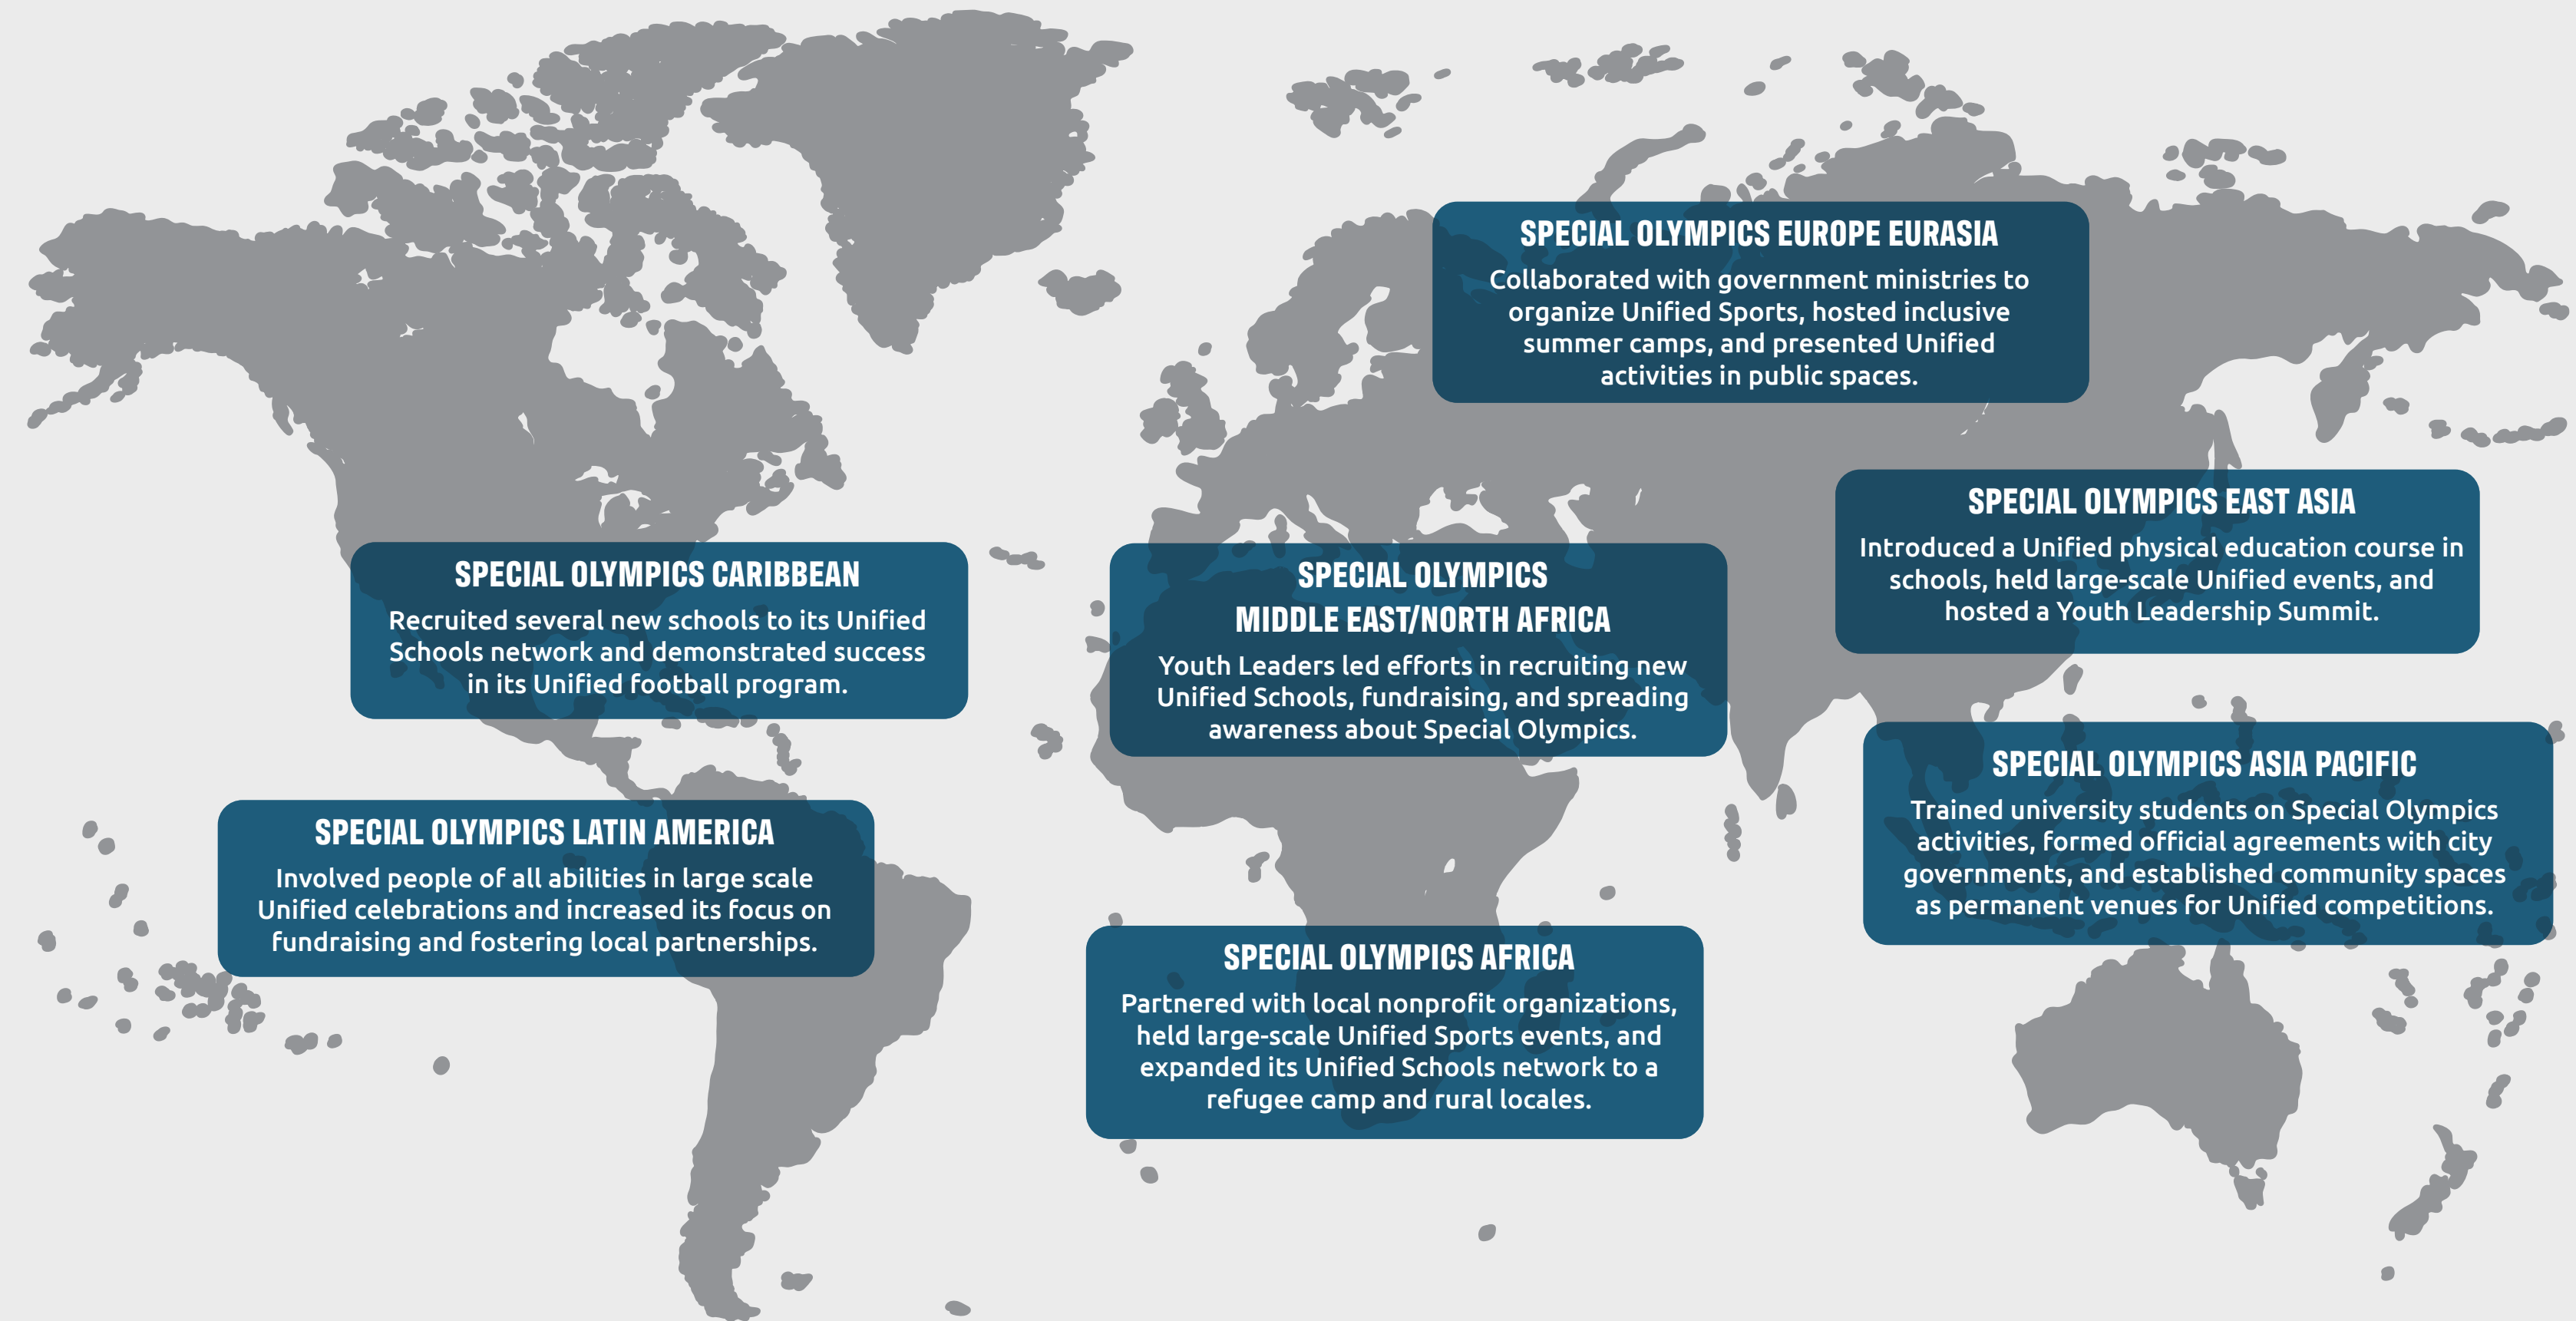 SPECIAL OLYMPICS EUROPE EURASIA
Collaborated with government ministries to
organize Unified Sports, hosted inclusive
summer camps, and presented Unified
activities in public spaces.
SPECIAL OLYMPICS EAST ASIA
Introduced a Unified physical education course in
schools, held large-scale Unified events, and
hosted a Youth Leadership Summit.
SPECIAL OLYMPICS CARIBBEAN
Recruited several new schools to its Unified
Schools network and demonstrated success
in its Unified football program.
SPECIAL OLYMPICS
MIDDLE EAST/NORTH AFRICA
Youth Leaders led efforts in recruiting new
Unified Schools, fundraising, and spreading
awareness about Special Olympics.
SPECIAL OLYMPICS ASIA PACIFIC
Trained university students on Special Olympics
activities, formed official agreements with city
governments, and established community spaces
as permanent venues for Unified competitions.
SPECIAL OLYMPICS LATIN AMERICA
Involved people of all abilities in large scale
Unified celebrations and increased its focus on
fundraising and fostering local partnerships.
SPECIAL OLYMPICS AFRICA
Partnered with local nonprofit organizations,
held large-scale Unified Sports events, and
expanded its Unified Schools network to a
refugee camp and rural locales.